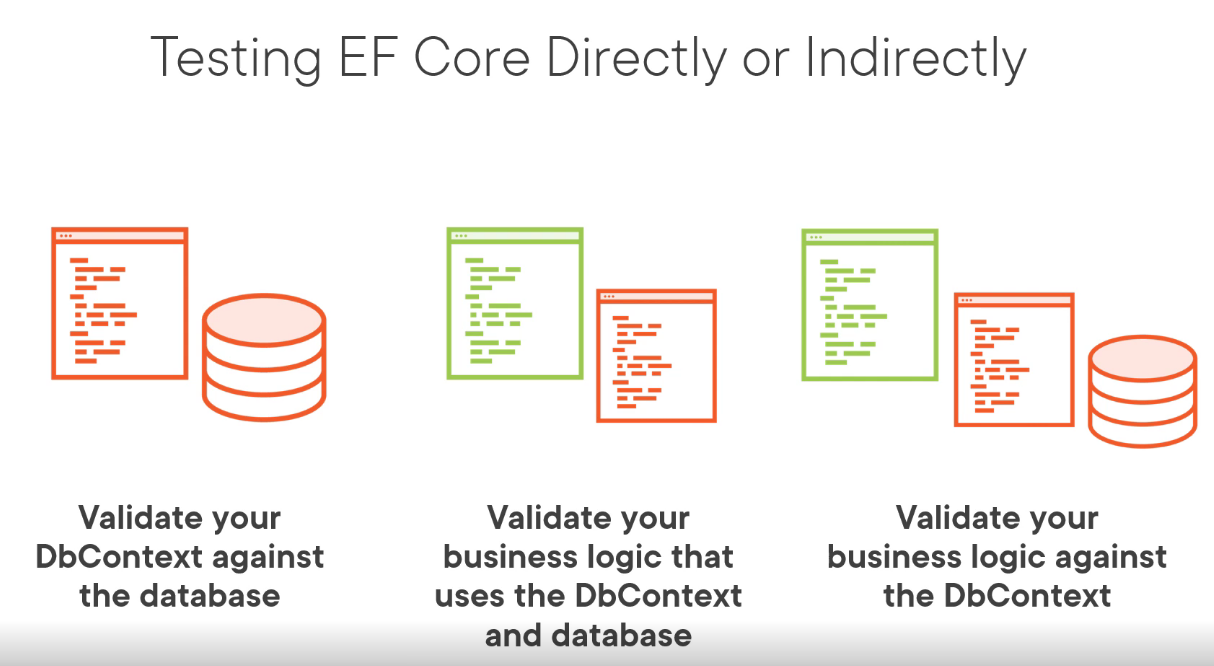 Testing EF Core Directly or Indirectly
Validate your
DbContext against
the database
Validate your
business logic that
uses the DbContext
and database
Validate your
business logic against
the DbContext